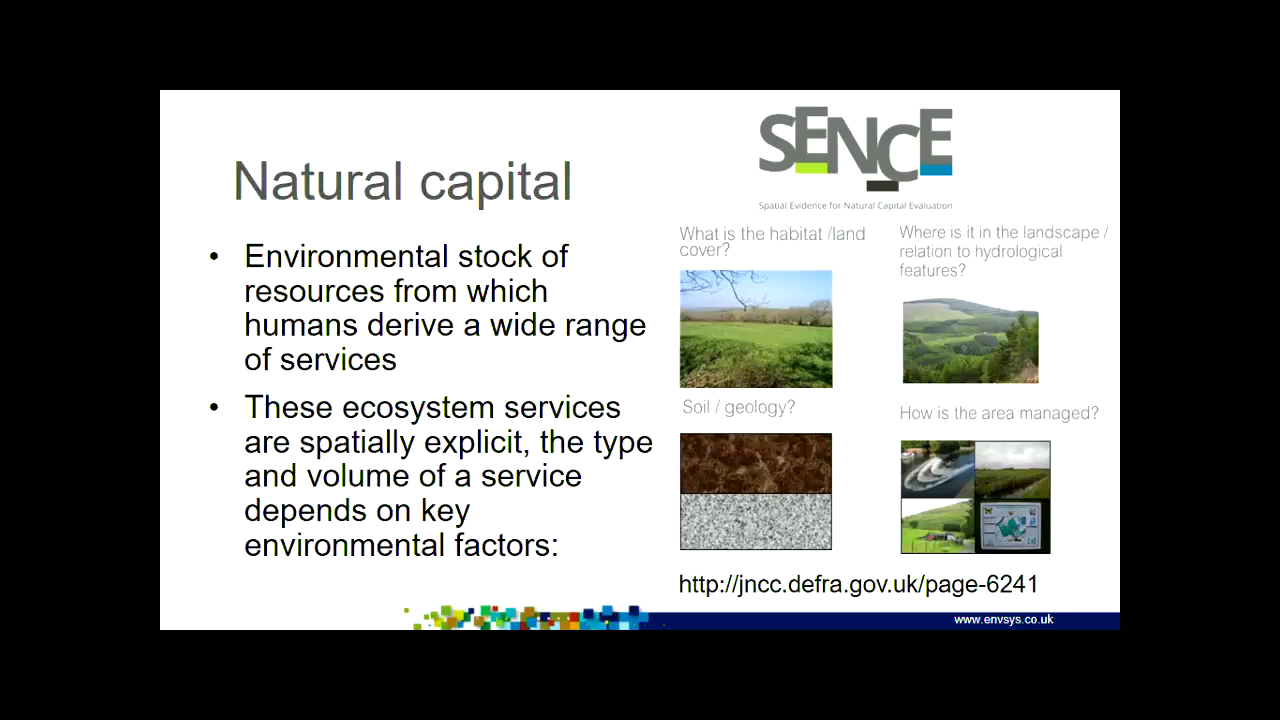 SENCE
Spatial Evidence for Natural Capital Evaluation
Natural capital
• Environmental stock of
resources from which
humans derive a wide range
of services
• These ecosystem services
are spatially explicit, the type
and volume of a service
depends on key
environmental factors:
What is the habitat /land
cover?
Where is it in the landscape /
relation to hydrological
features?
Soil / geology?
How is the area managed?
http://jncc.defra.gov.uk/page-6241
www.envsys.co.uk